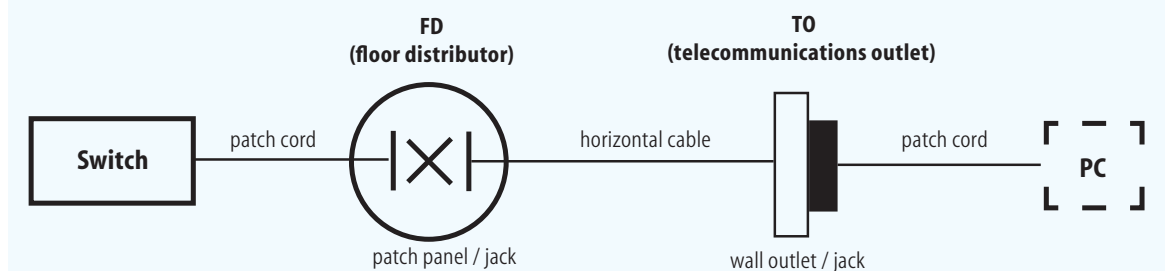 FD
(floor distributor)
TO
(telecommunications outlet)
Switch
patch cord
horizontal cable
patch cord
PC
patch panel / jack
wall outlet / jack